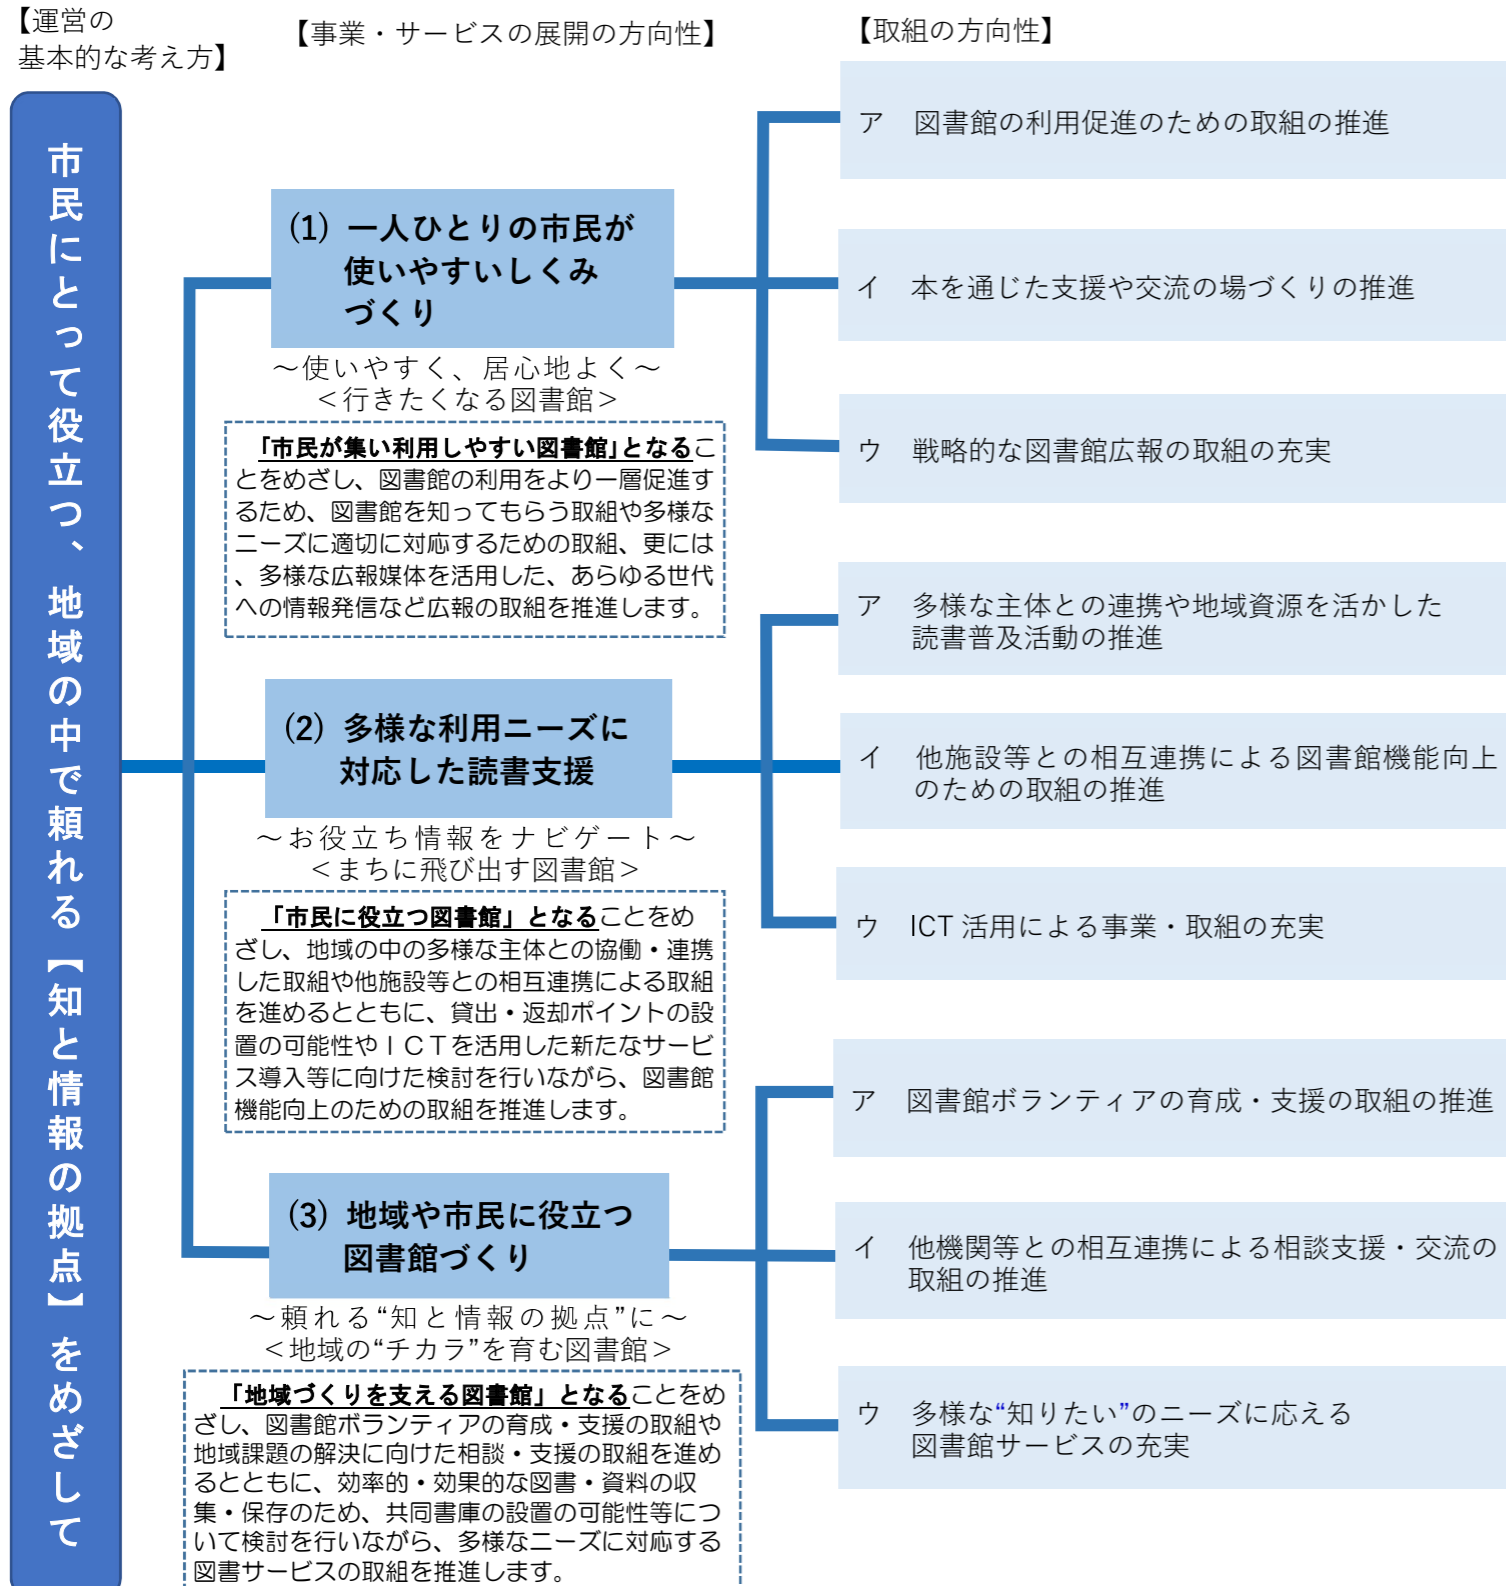 【運営の
基本的な考え方】
【事業・サービスの展開の方向性】
【取組の方向性】
市民にとって役立つ、地域の中で頼れる【知と情報の拠点】をめざして
(1) 一人ひとりの市民が
使いやすいしくみ
づくり
～使いやすく、居心地よく～
＜行きたくなる図書館＞
「市民が集い利用しやすい図書館」となるこ
とをめざし、図書館の利用をより一層促進す
るため、図書館を知ってもらう取組や多様な
ニーズに適切に対応するための取組、更には
、多様な広報媒体を活用した、あらゆる世代
への情報発信など広報の取組を推進します。
ア　図書館の利用促進のための取組の推進
イ　本を通じた支援や交流の場づくりの推進
ウ　戦略的な図書館広報の取組の充実
(2) 多様な利用ニーズに
対応した読書支援
～お役立ち情報をナビゲート～
＜まちに飛び出す図書館＞
「市民に役立つ図書館」となることをめ
ざし、地域の中の多様な主体との協働・連携
した取組や他施設等との相互連携による取組
を進めるとともに、貸出・返却ポイントの設
置の可能性やＩＣＴを活用した新たなサービ
ス導入等に向けた検討を行いながら、図書館
機能向上のための取組を推進します。
ア　多様な主体との連携や地域資源を活かした
読書普及活動の推進
イ　他施設等との相互連携による図書館機能向上
のための取組の推進
ウ　ICT 活用による事業・取組の充実
(3) 地域や市民に役立つ
図書館づくり
～頼れる“知と情報の拠点”に～
＜地域の“チカラ”を育む図書館＞
「地域づくりを支える図書館」となることをめ
ざし、図書館ボランティアの育成・支援の取組や
地域課題の解決に向けた相談・支援の取組を進め
るとともに、効率的・効果的な図書・資料の収
集・保存のため、共同書庫の設置の可能性等につ
いて検討を行いながら、多様なニーズに対応する
図書サービスの取組を推進します。
ア　図書館ボランティアの育成・支援の取組の推進
イ　他機関等との相互連携による相談支援・交流の
取組の推進
ウ　多様な“知りたい”のニーズに応える
図書館サービスの充実